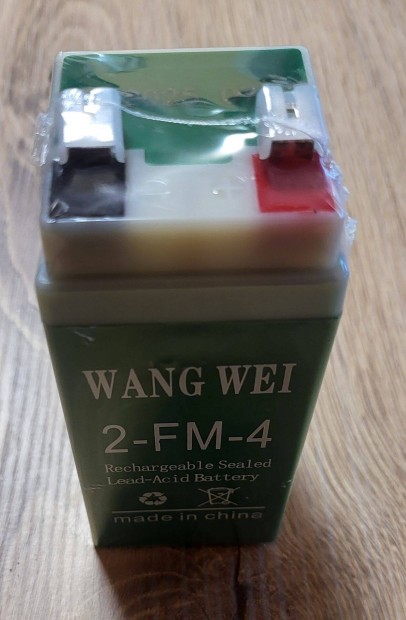 WANG WEI
2-FM-4
Rechargeable Sealed
Lead-Acid Battery
made in china